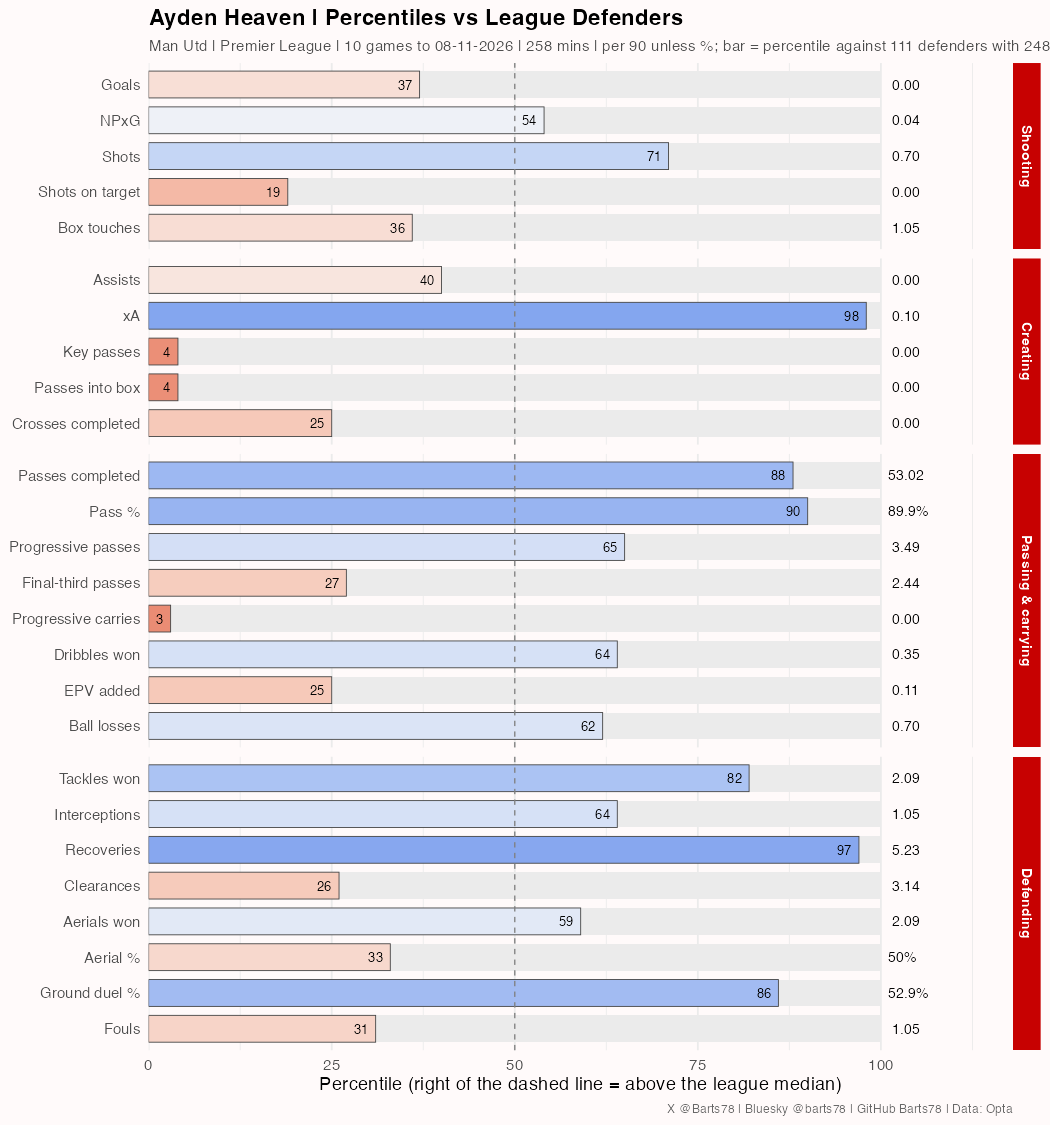 Ayden Heaven | Percentiles vs League Defenders
Man Utd | Premier League | 10 games to 08-11-2026 | 258 mins | per 90 unless %; bar = percentile against 111 defenders with 248
Shooting
Goals 37 0.00
NPxG 54 0.04
Shots 71 0.70
Shots on target 19 0.00
Box touches 36 1.05
Creating
Assists 40 0.00
xA 98 0.10
Key passes 4 0.00
Passes into box 4 0.00
Crosses completed 25 0.00
Passing & carrying
Passes completed 88 53.02
Pass % 90 89.9%
Progressive passes 65 3.49
Final-third passes 27 2.44
Progressive carries 3 0.00
Dribbles won 64 0.35
EPV added 25 0.11
Ball losses 62 0.70
Defending
Tackles won 82 2.09
Interceptions 64 1.05
Recoveries 97 5.23
Clearances 26 3.14
Aerials won 59 2.09
Aerial % 33 50%
Ground duel % 86 52.9%
Fouls 31 1.05
0 25 50 75 100
Percentile (right of the dashed line = above the league median)
X @Barts78 | Bluesky @barts78 | GitHub Barts78 | Data: Opta